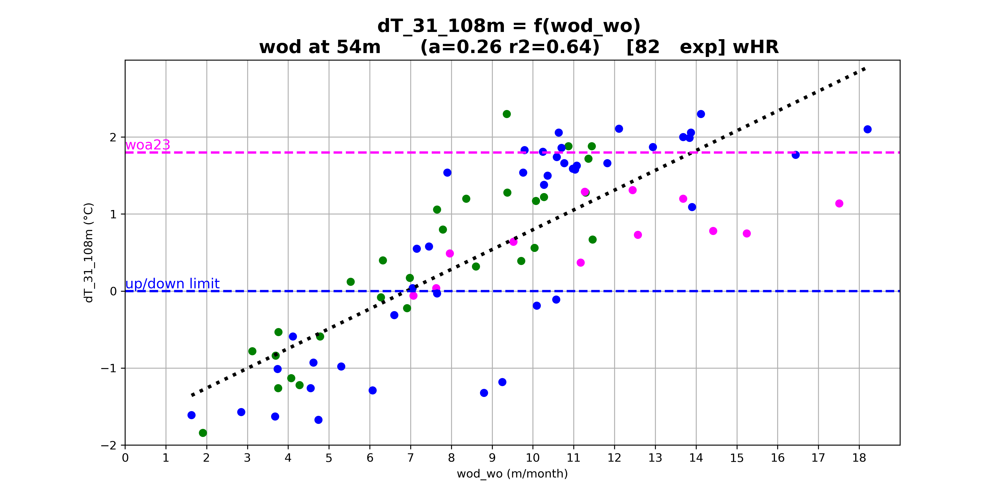 dT_31_108m = f(wod_wo)
wod at 54m (a=0.26 r2=0.64) [82 exp] wHR
2
woa23
1
dT_31_108m (°C)
up/down limit
0
−1
−2
0 1 2 3 4 5 6 7 8 9 10 11 12 13 14 15 16 17 18
wod_wo (m/month)